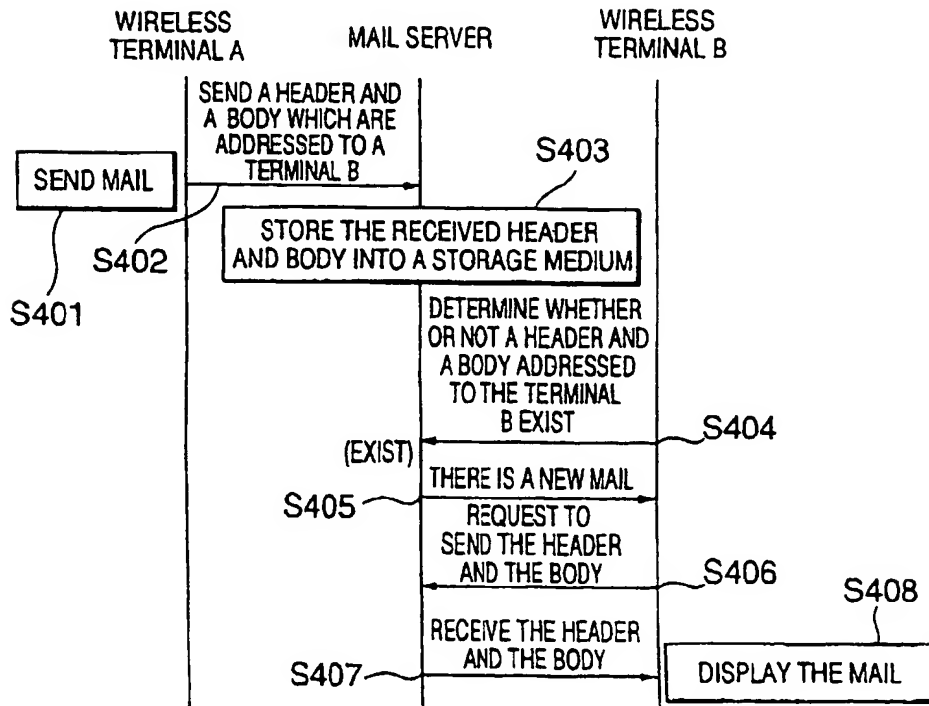 WIRELESS
TERMINAL A
MAIL SERVER
WIRELESS
TERMINAL B
SEND A HEADER AND
A BODY WHICH ARE
ADDRESSED TO A
TERMINAL B
SEND MAIL
S401
S402
S403
STORE THE RECEIVED HEADER
AND BODY INTO A STORAGE MEDIUM
DETERMINE WHETHER
OR NOT A HEADER AND
A BODY ADDRESSED
TO THE TERMINAL
B EXIST
S404
(EXIST)
THERE IS A NEW MAIL
S405
REQUEST TO
SEND THE HEADER
AND THE BODY
S406
RECEIVE THE HEADER
AND THE BODY
S407
S408
DISPLAY THE MAIL